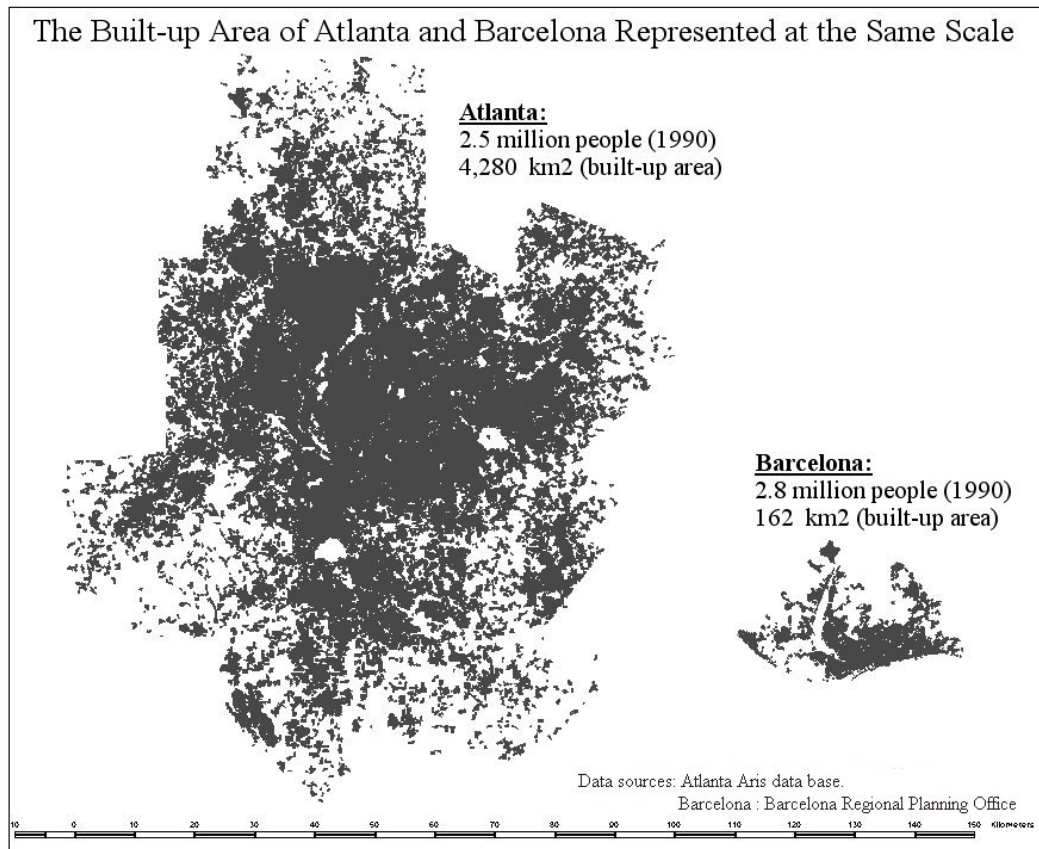 The Built-up Area of Atlanta and Barcelona Represented at the Same Scale
Atlanta:
2.5 million people (1990)
4,280 km2 (built-up area)
Barcelona:
2.8 million people (1990)
162 km2 (built-up area)
Data sources: Atlanta Aris data base.
Barcelona : Barcelona Regional Planning Office
10 0 10 20 30 40 50 60 70 80 90 100 110 120 130 140 150 Kilometers